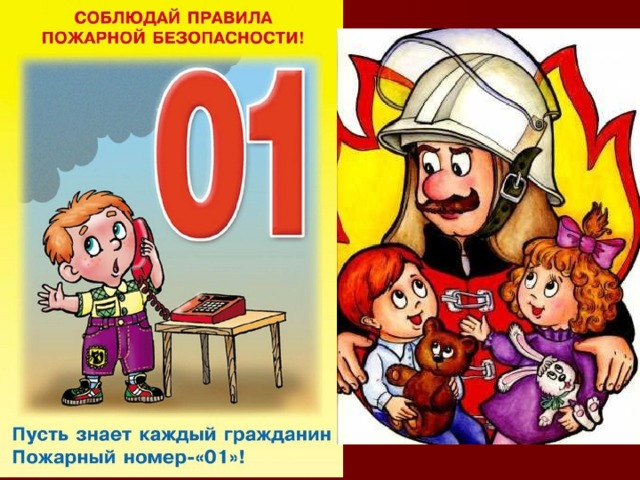 СОБЛЮДАЙ ПРАВИЛА
ПОЖАРНОЙ БЕЗОПАСНОСТИ!
01
Пусть знает каждый гражданин
Пожарный номер-«01»!